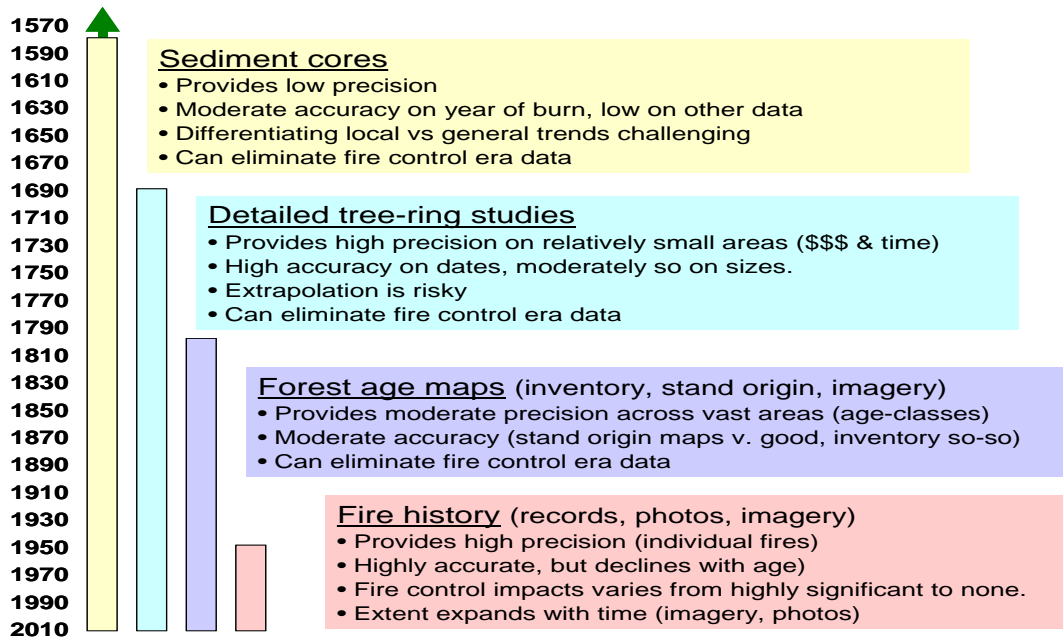 1570
1590
1610
1630
1650
1670
1690
1710
1730
1750
1770
1790
1810
1830
1850
1870
1890
1910
1930
1950
1970
1990
2010
Sediment cores
• Provides low precision
• Moderate accuracy on year of burn, low on other data
• Differentiating local vs general trends challenging
• Can eliminate fire control era data
Detailed tree-ring studies
• Provides high precision on relatively small areas ($$$ & time)
• High accuracy on dates, moderately so on sizes.
• Extrapolation is risky
• Can eliminate fire control era data
Forest age maps (inventory, stand origin, imagery)
• Provides moderate precision across vast areas (age-classes)
• Moderate accuracy (stand origin maps v. good, inventory so-so)
• Can eliminate fire control era data
Fire history (records, photos, imagery)
• Provides high precision (individual fires)
• Highly accurate, but declines with age)
• Fire control impacts varies from highly significant to none.
• Extent expands with time (imagery, photos)